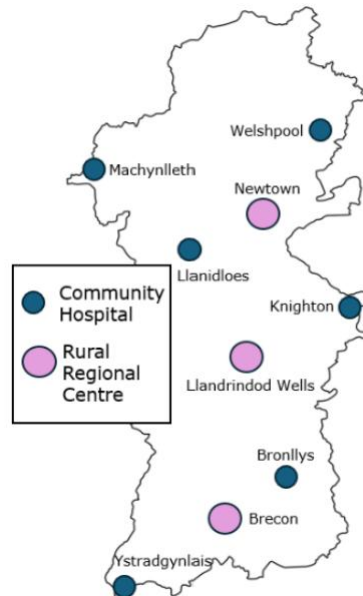 Welshpool
Machynlleth
Newtown
Llanidloes
Community
Hospital
Knighton
Rural
Regional
Centre
Llandrindod Wells
Bronllys
Brecon
Ystradgynlais